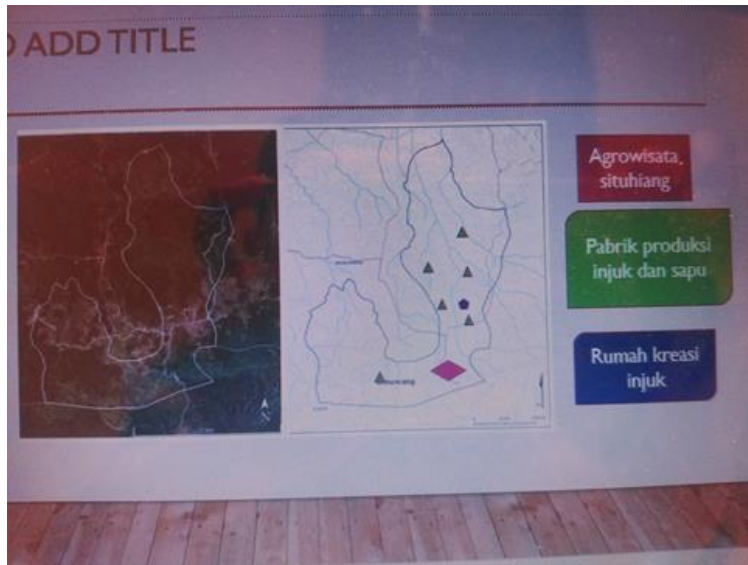 ADD TITLE
Agrowisata
situhiang
Pabrik produksi
injuk dan sapu
Rumah kreasi
injuk